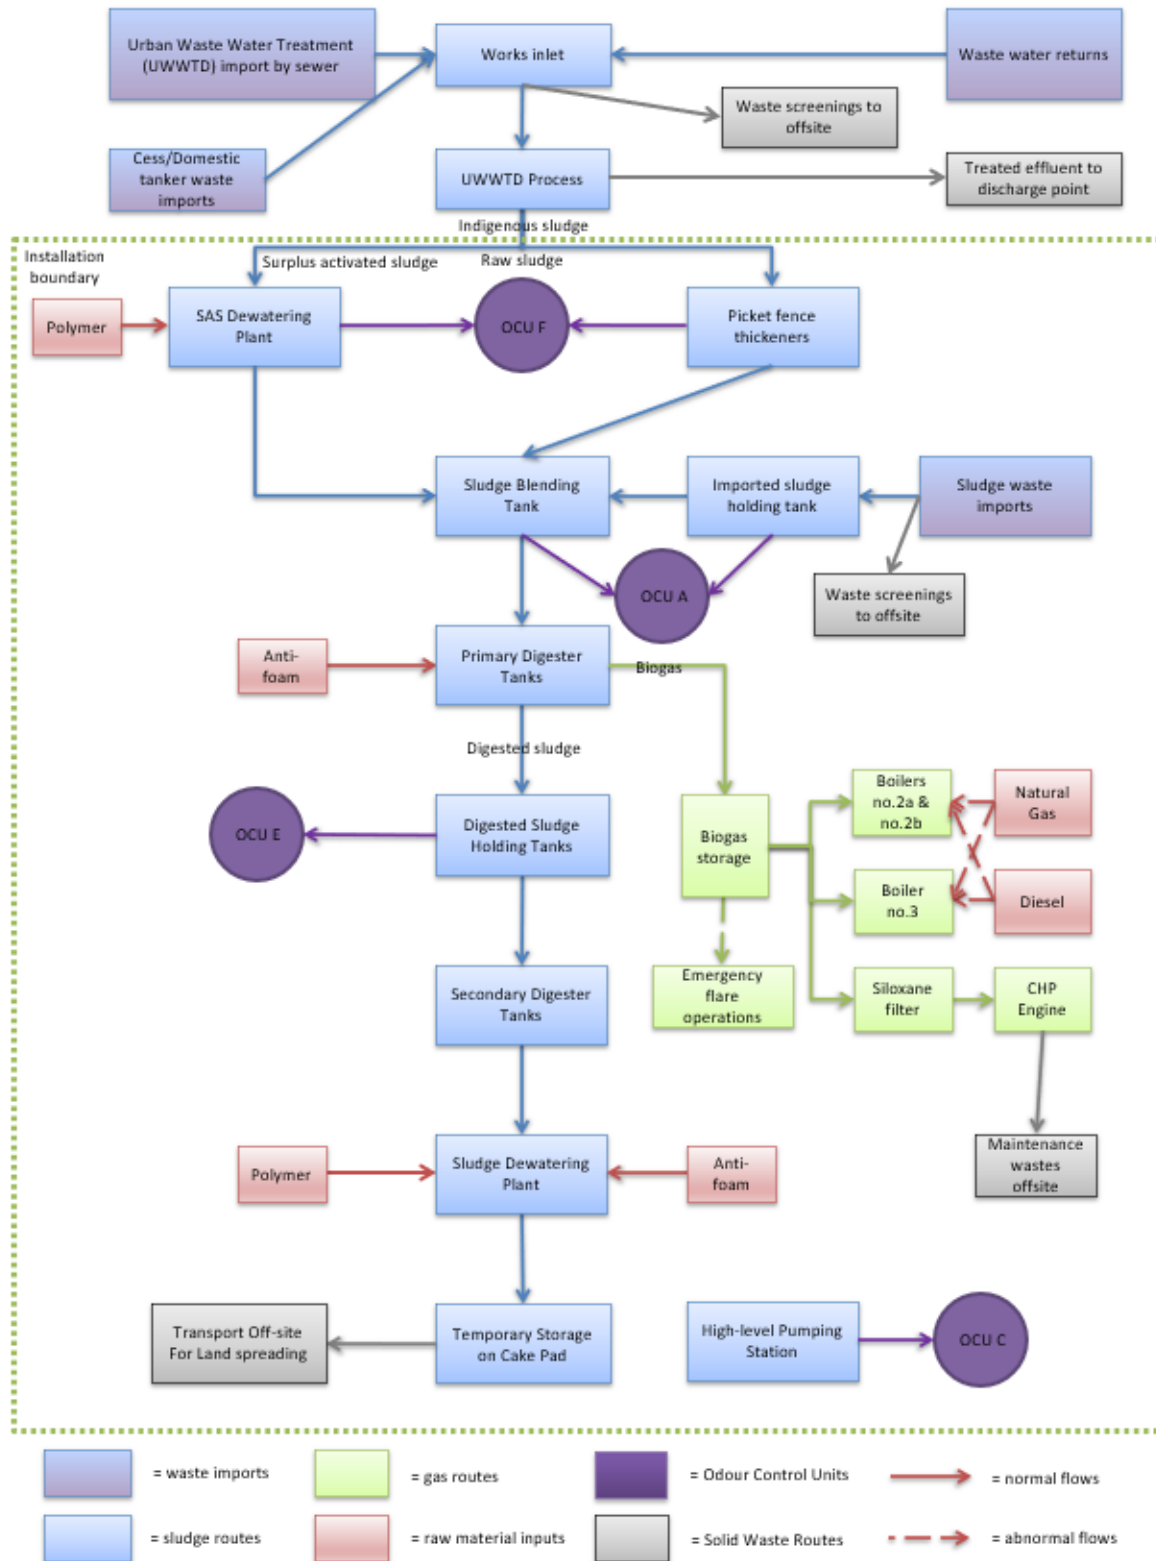 Urban Waste Water Treatment
(UWWTD) import by sewer
Works inlet
Waste water returns
Waste screenings to
offsite
Cess/Domestic
tanker waste
imports
UWWTD Process
Treated effluent to
discharge point
Indigenous sludge
Installation
boundary
Surplus activated sludge
Raw sludge
Polymer
SAS Dewatering
Plant
OCU F
Picket fence
thickeners
Sludge Blending
Tank
Imported sludge
holding tank
Sludge waste
imports
OCU A
Waste screenings
to offsite
Anti-
foam
Primary Digester
Tanks
Biogas
Digested sludge
OCU E
Digested Sludge
Holding Tanks
Biogas
storage
Boilers
no.2a &
no.2b
Natural
Gas
Boiler
no.3
Diesel
Emergency
flare
operations
Siloxane
filter
CHP
Engine
Secondary Digester
Tanks
Polymer
Sludge Dewatering
Plant
Anti-
foam
Maintenance
wastes
offsite
Transport Off-site
For Land spreading
Temporary Storage
on Cake Pad
High-level Pumping
Station
OCU C
= waste imports
= gas routes
= Odour Control Units
= normal flows
= sludge routes
= raw material inputs
= Solid Waste Routes
= abnormal flows